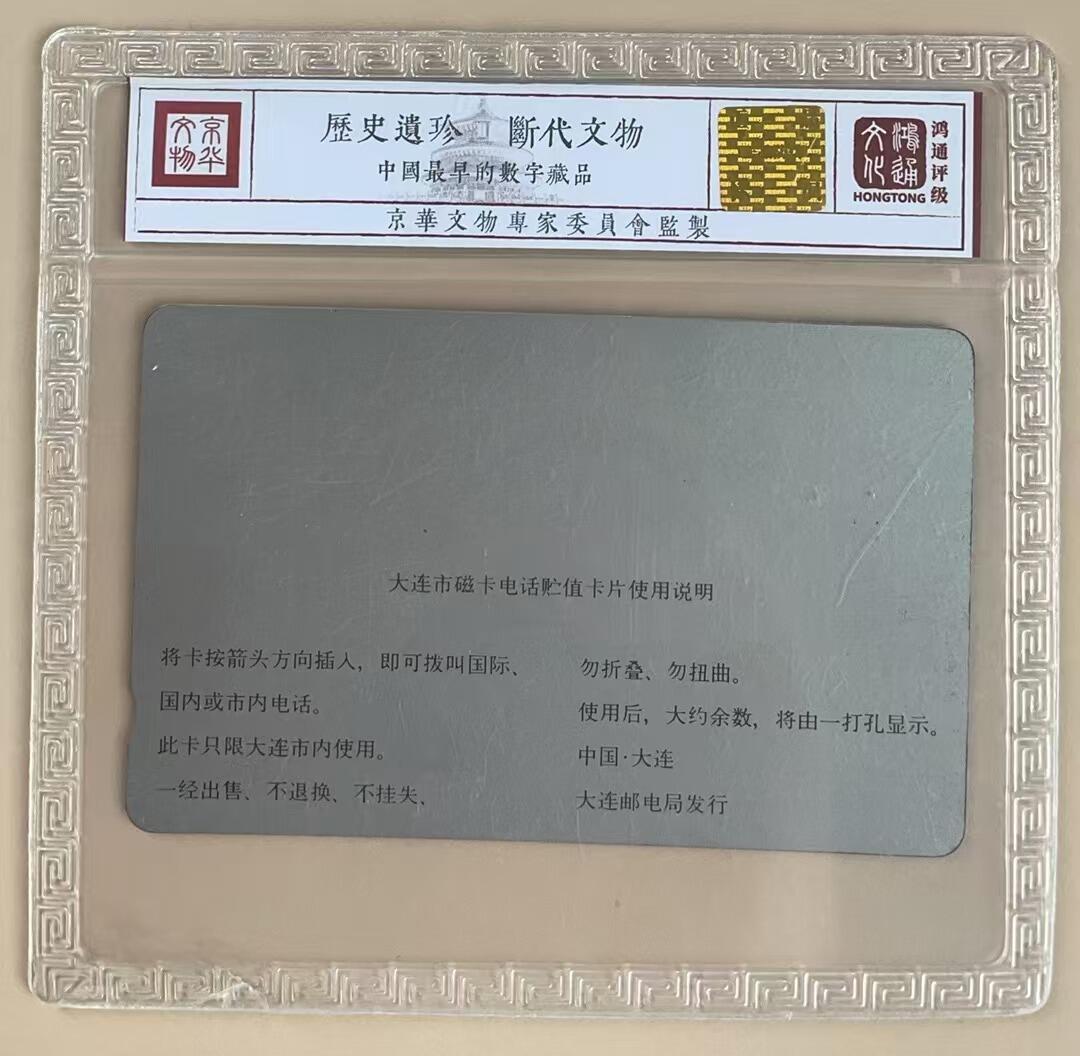 京华文物
歷史遺珍 斷代文物
中國最早的數字藏品
京華文物專家委員會監製
鸿通文化
HONGTONG
鸿通评级
大连市磁卡电话贮值卡片使用说明
将卡按箭头方向插入，即可拨叫国际、
国内或市内电话。
此卡只限大连市内使用。
一经出售、不退换、不挂失、
勿折叠、勿扭曲。
使用后，大约余数，将由一打孔显示。
中国·大连
大连邮电局发行